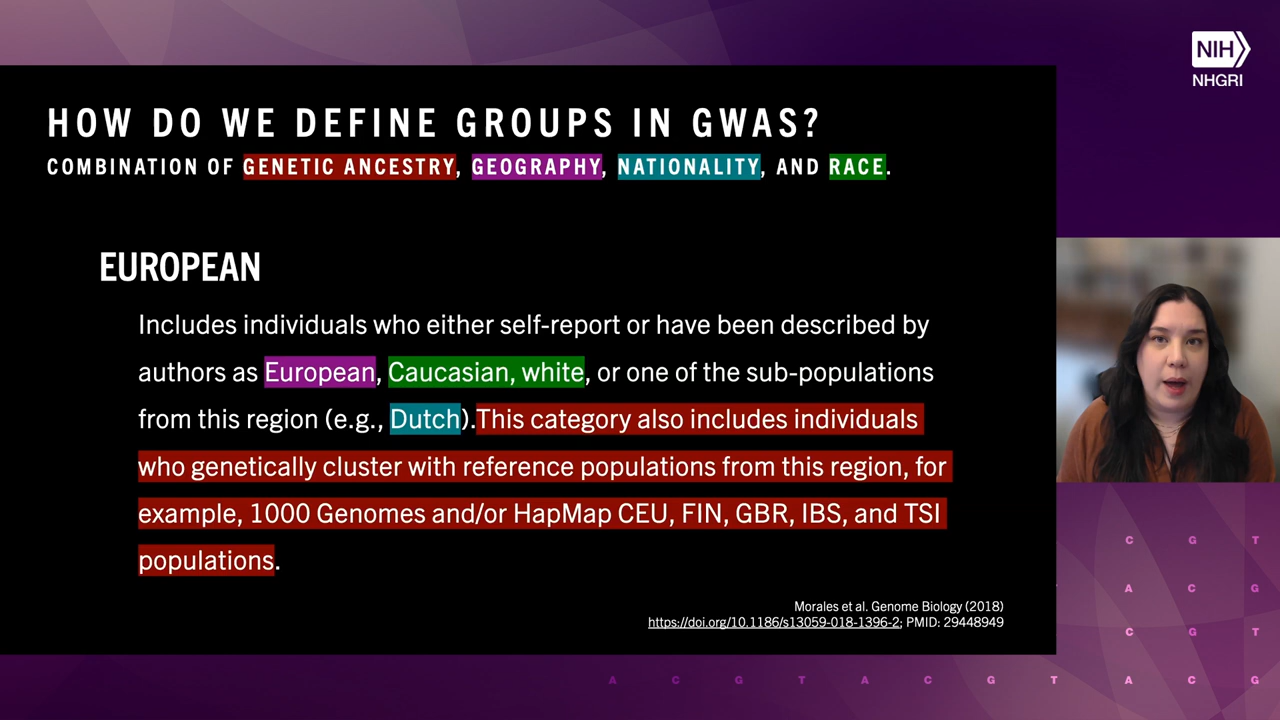 NIH
NHGRI
HOW DO WE DEFINE GROUPS IN GWAS?
COMBINATION OF GENETIC ANCESTRY, GEOGRAPHY, NATIONALITY, AND RACE.
EUROPEAN
Includes individuals who either self-report or have been described by
authors as European, Caucasian, white, or one of the sub-populations
from this region (e.g., Dutch).This category also includes individuals
who genetically cluster with reference populations from this region, for
example, 1000 Genomes and/or HapMap CEU, FIN, GBR, IBS, and TSI
populations.
Morales et al. Genome Biology (2018)
https://doi.org/10.1186/s13059-018-1396-2; PMID: 29448949
C G T
A C G
C G T
A C G T A C G T A C G